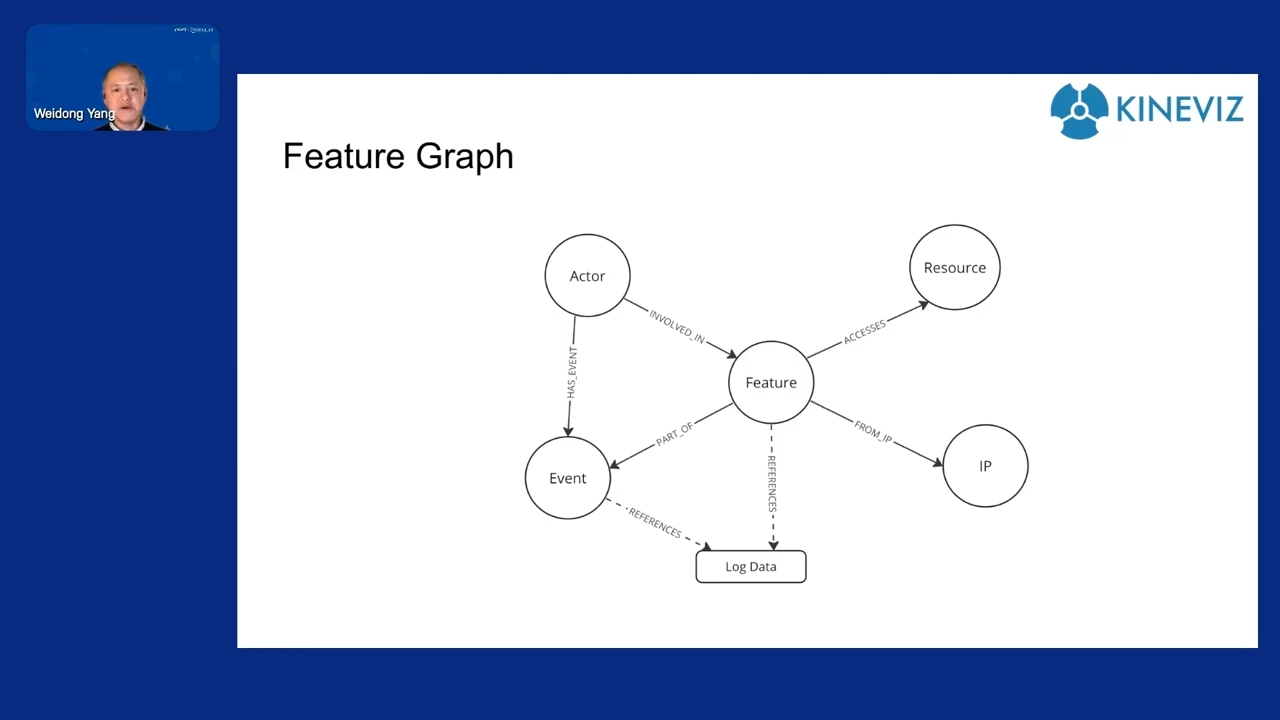 Weidong Yang
KINEVIZ
Feature Graph
Actor
Resource
INVOLVED_IN
ACCESSES
HAS_EVENT
Feature
PART_OF
FROM_IP
REFERENCES
Event
IP
REFERENCES
Log Data